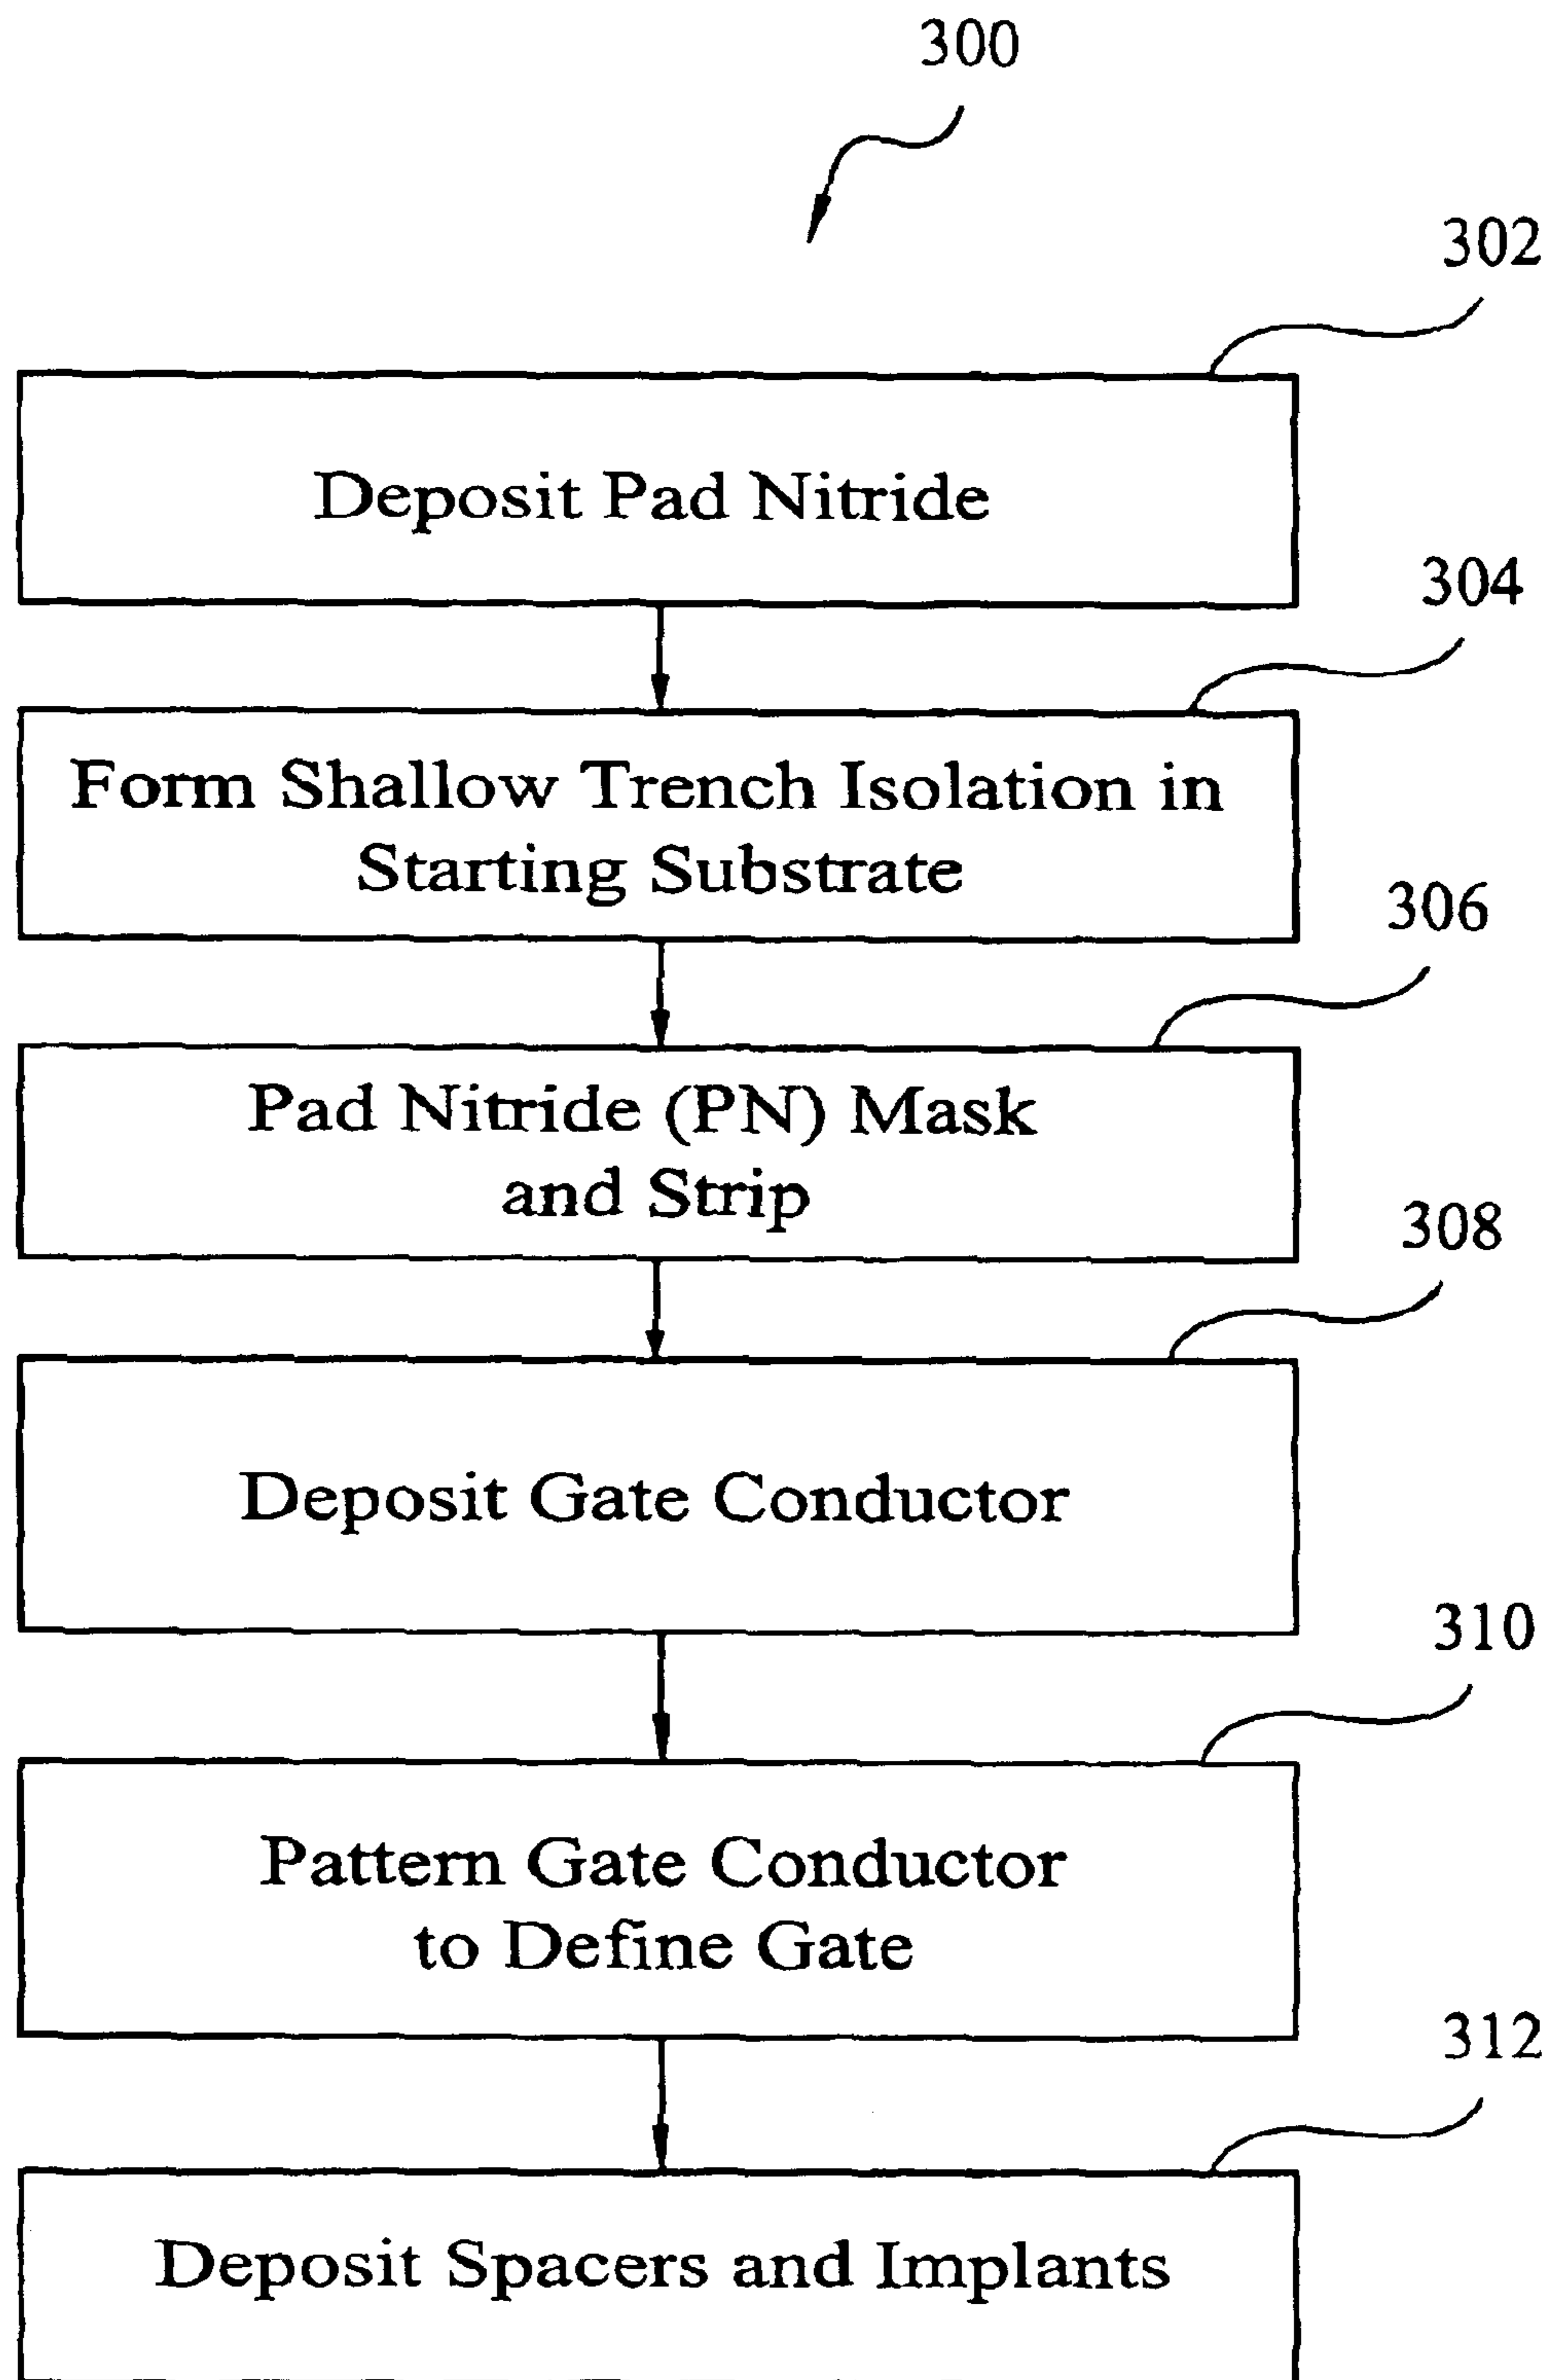 300
302
Deposit Pad Nitride
304
Form Shallow Trench Isolation in
Starting Substrate
306
Pad Nitride (PN) Mask
and Strip
308
Deposit Gate Conductor
310
Pattern Gate Conductor
to Define Gate
312
Deposit Spacers and Implants